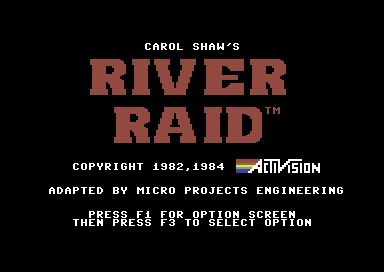 CAROL SHAW'S
RIVER
RAID™
COPYRIGHT 1982,1984 ACTIVISION
ADAPTED BY MICRO PROJECTS ENGINEERING
PRESS F1 FOR OPTION SCREEN
THEN PRESS F3 TO SELECT OPTION